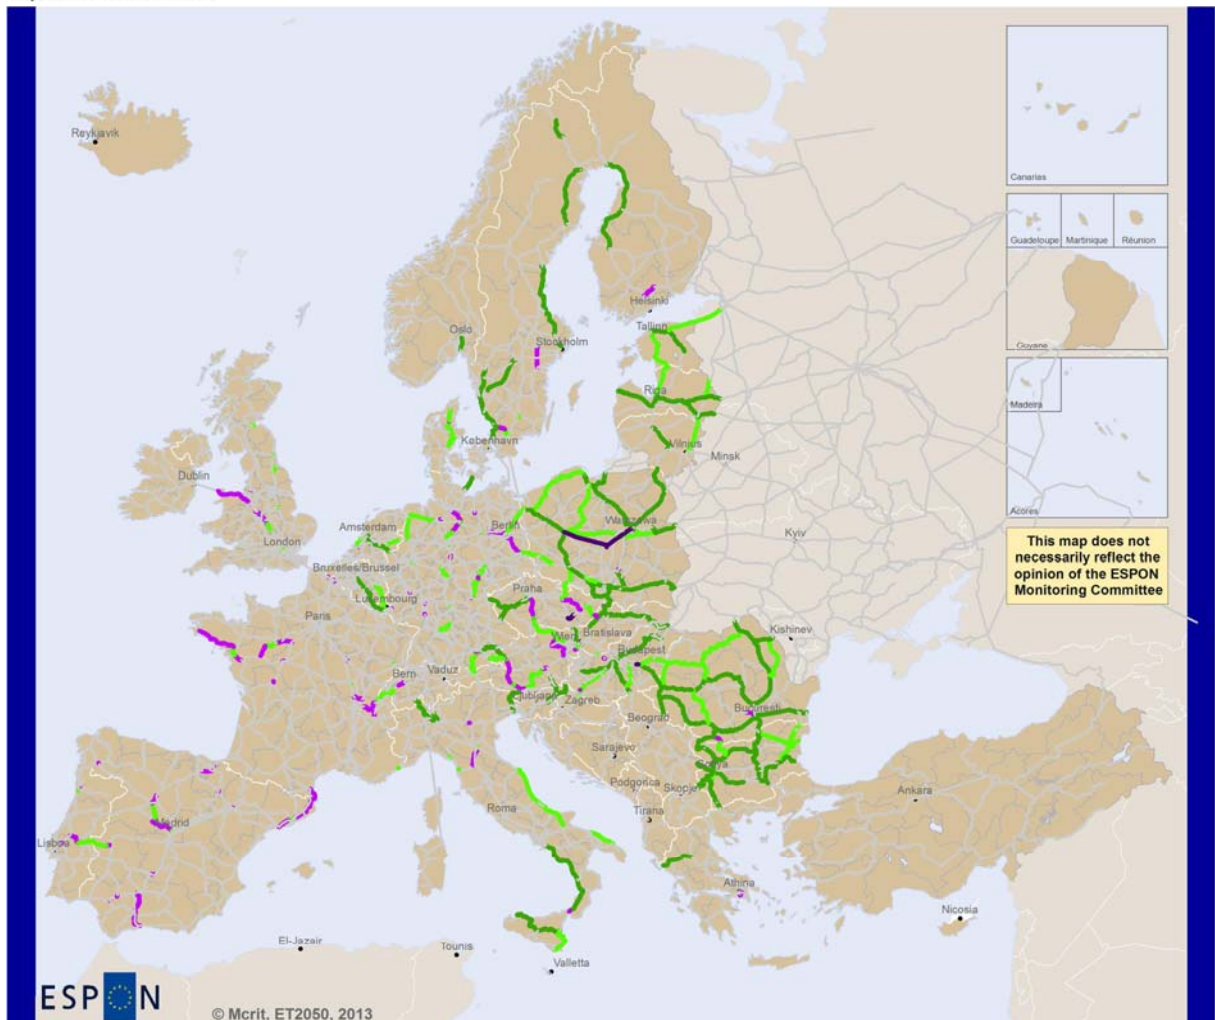 Reykjavik
Canarias
Guadeloupe
Martinique
Réunion
Guyane
Helsinki
Tallinn
Oslo
Stockholm
Madeira
Riga
København
Vilnius
Minsk
Dublin
Acores
Amsterdam
Berlin
Warszawa
London
Kyiv
This map does not
necessarily reflect the
opinion of the ESPON
Monitoring Committee
Bruxelles/Brussel
Praha
Luxembourg
Paris
Wien
Bratislava
Kishinev
Budapest
Bern
Vaduz
Ljubljana
Zagreb
Bucuresti
Beograd
Sarajevo
Sofiya
Podgorica
Skopje
Ankara
Roma
Tirana
Madrid
Lisboa
Athina
Nicosia
El-Jazair
Tounis
Valletta
ESPON
© Mcrit, ET2050, 2013